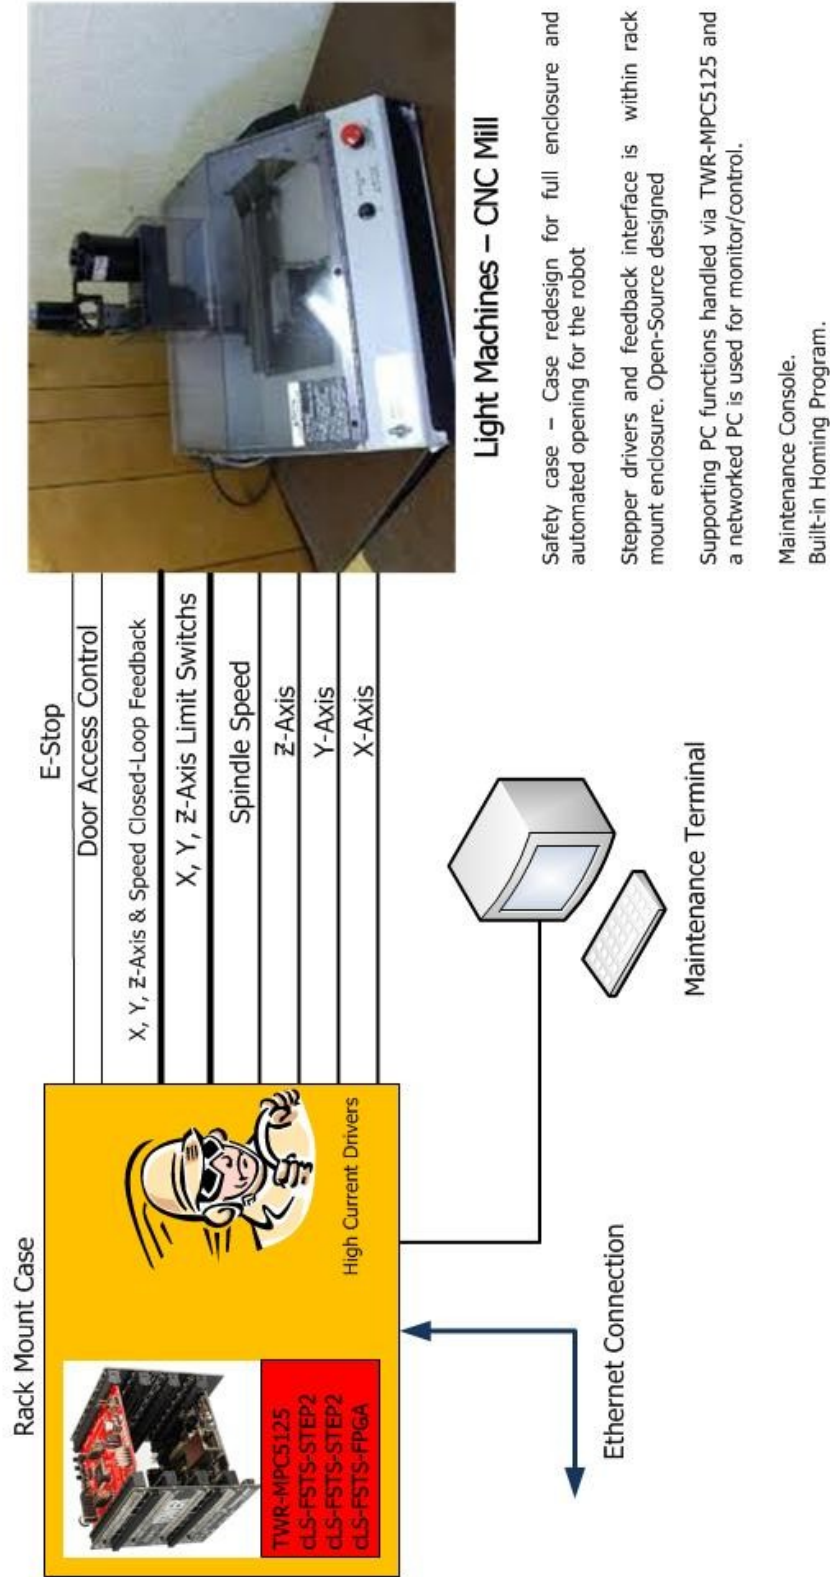 Rack Mount Case
TWR-MPC5125
cLS-FSTS-STEP2
cLS-FSTS-STEP2
cLS-FSTS-FPGA
High Current Drivers
E-Stop
Door Access Control
X, Y, Z-Axis & Speed Closed-Loop Feedback
X, Y, Z-Axis Limit Switchs
Spindle Speed
Z-Axis
Y-Axis
X-Axis
Ethernet Connection
Maintenance Terminal
Light Machines – CNC Mill
Safety case – Case redesign for full enclosure and
automated opening for the robot
Stepper drivers and feedback interface is within rack
mount enclosure. Open-Source designed
Supporting PC functions handled via TWR-MPC5125 and
a networked PC is used for monitor/control.
Maintenance Console.
Built-in Homing Program.